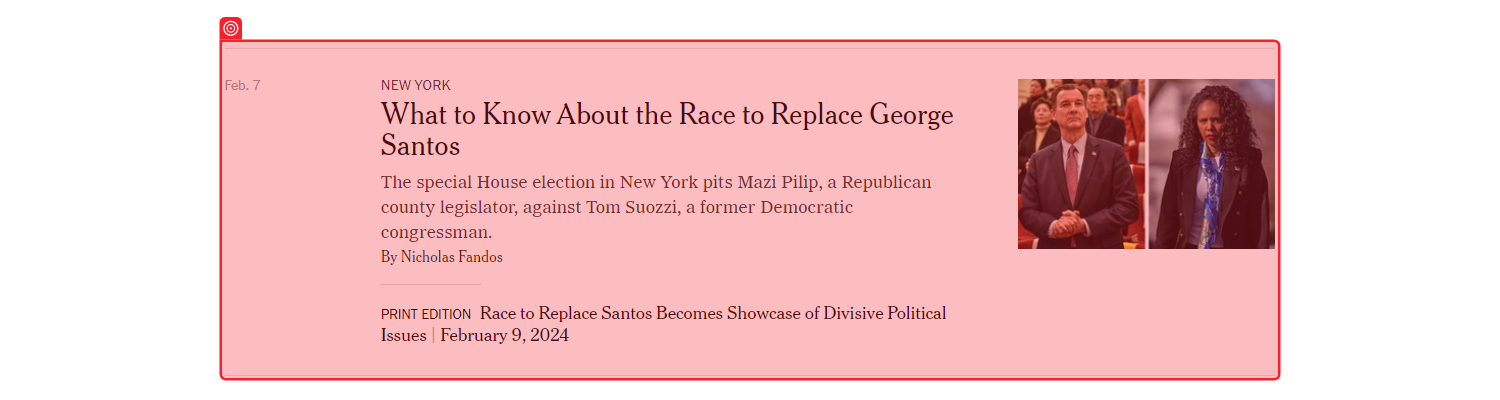 Feb. 7
NEW YORK
What to Know About the Race to Replace George
Santos
The special House election in New York pits Mazi Pilip, a Republican
county legislator, against Tom Suozzi, a former Democratic
congressman.
By Nicholas Fandos
PRINT EDITION Race to Replace Santos Becomes Showcase of Divisive Political
Issues | February 9, 2024